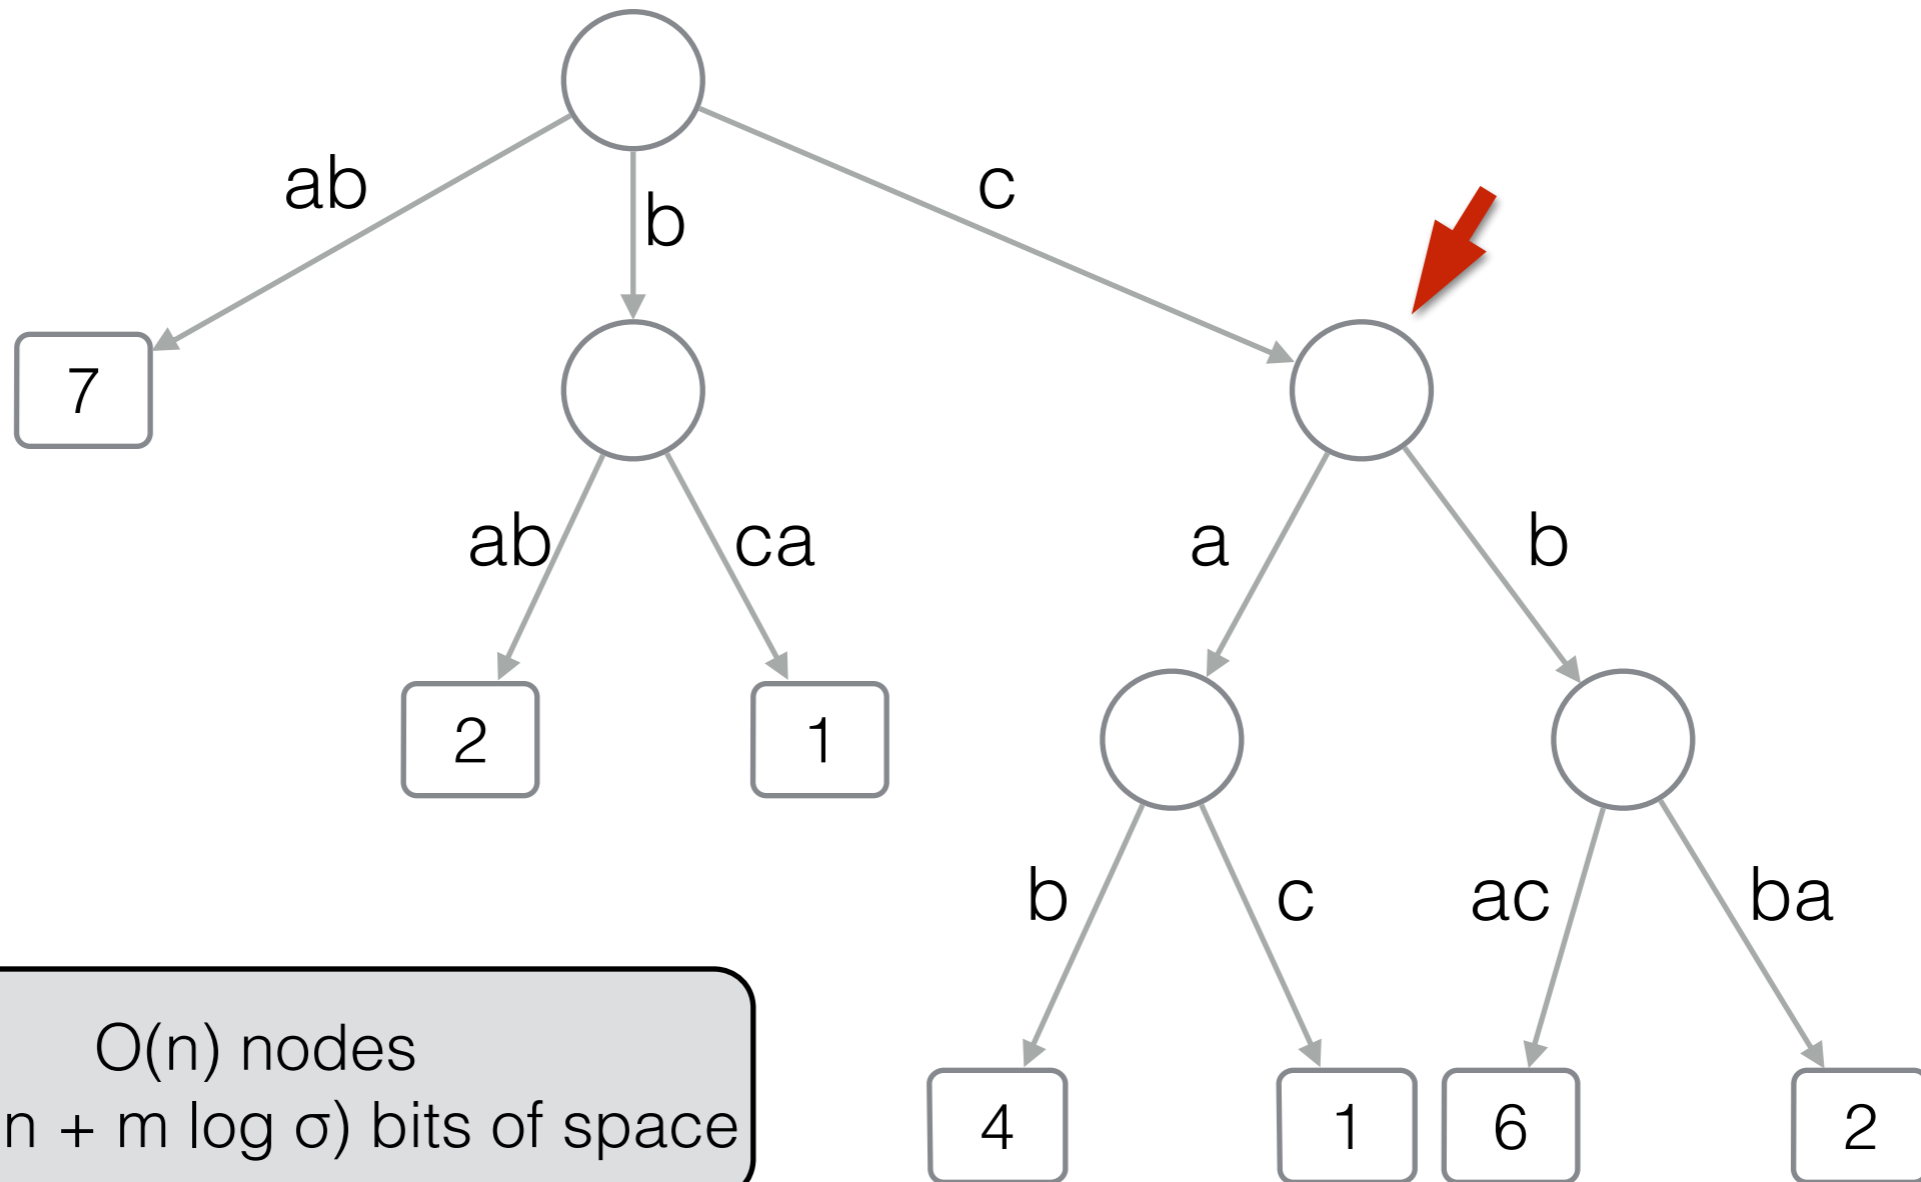 ab
b
c
7
ab
ca
a
b
2
1
b
c
ac
ba
O(n) nodes
n + m log σ) bits of space
4
1
6
2